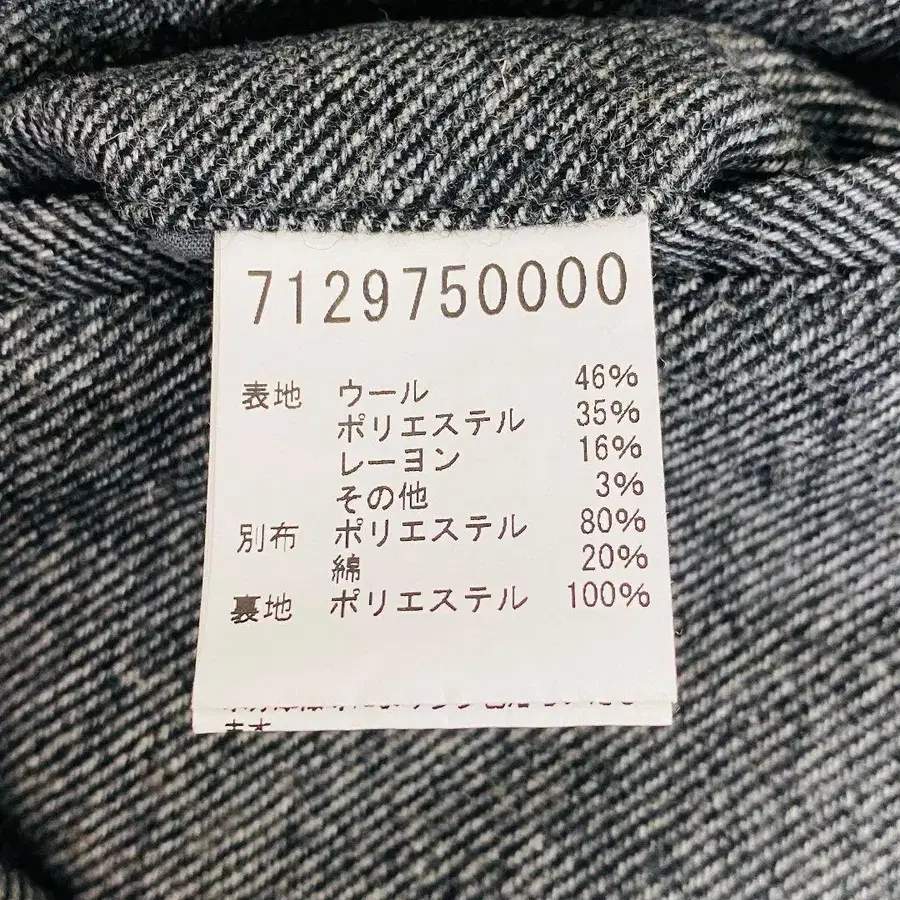 7129750000
表地 ウール 46%
ポリエステル 35%
レーヨン 16%
その他 3%
別布 ポリエステル 80%
綿 20%
裏地 ポリエステル 100%
ます